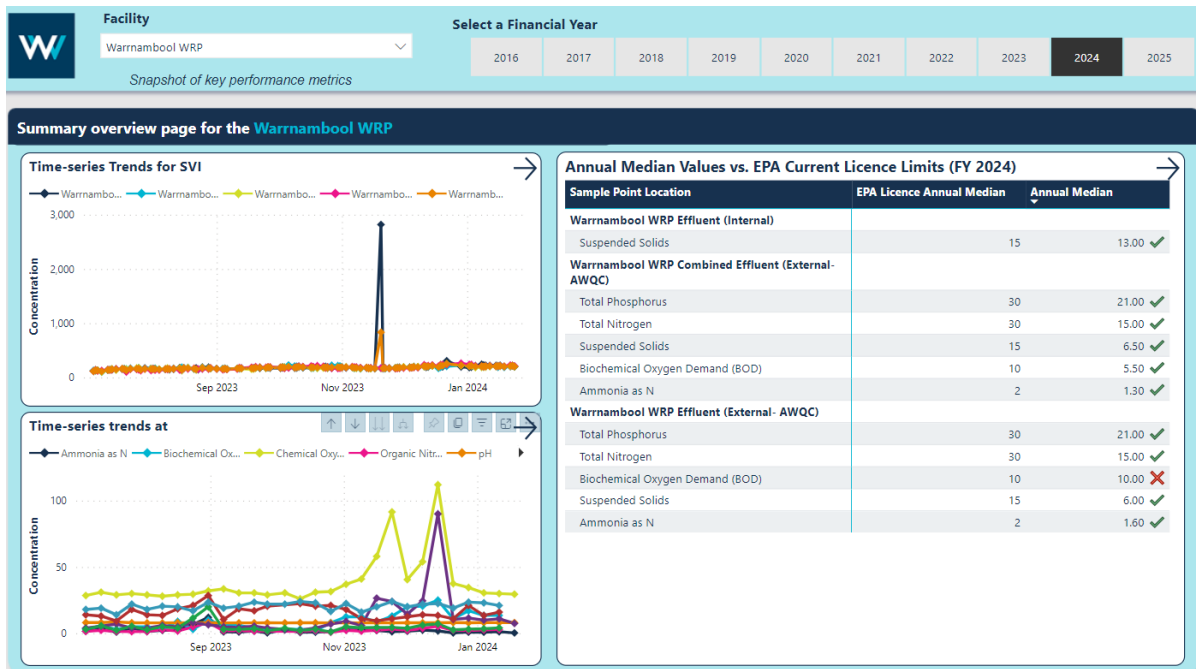 Facility
Select a Financial Year
Warrnambool WRP
2016 2017 2018 2019 2020 2021 2022 2023 2024 2025
Snapshot of key performance metrics
Summary overview page for the Warrnambool WRP
Time-series Trends for SVI
Warrnambo... Warrnambo... Warrnambo... Warrnambo... Warrnamb...
Concentration
3,000
2,000
1,000
0
Sep 2023 Nov 2023 Jan 2024
Time-series trends at
Ammonia as N Biochemical Ox... Chemical Oxy... Organic Nitr... pH
Concentration
100
50
0
Sep 2023 Nov 2023 Jan 2024
Annual Median Values vs. EPA Current Licence Limits (FY 2024)
Sample Point Location EPA Licence Annual Median Annual Median
Warrnambool WRP Effluent (Internal)
Suspended Solids 15 13.00
Warrnambool WRP Combined Effluent (External-
AWQC)
Total Phosphorus 30 21.00
Total Nitrogen 30 15.00
Suspended Solids 15 6.50
Biochemical Oxygen Demand (BOD) 10 5.50
Ammonia as N 2 1.30
Warrnambool WRP Effluent (External- AWQC)
Total Phosphorus 30 21.00
Total Nitrogen 30 15.00
Biochemical Oxygen Demand (BOD) 10 10.00
Suspended Solids 15 6.00
Ammonia as N 2 1.60